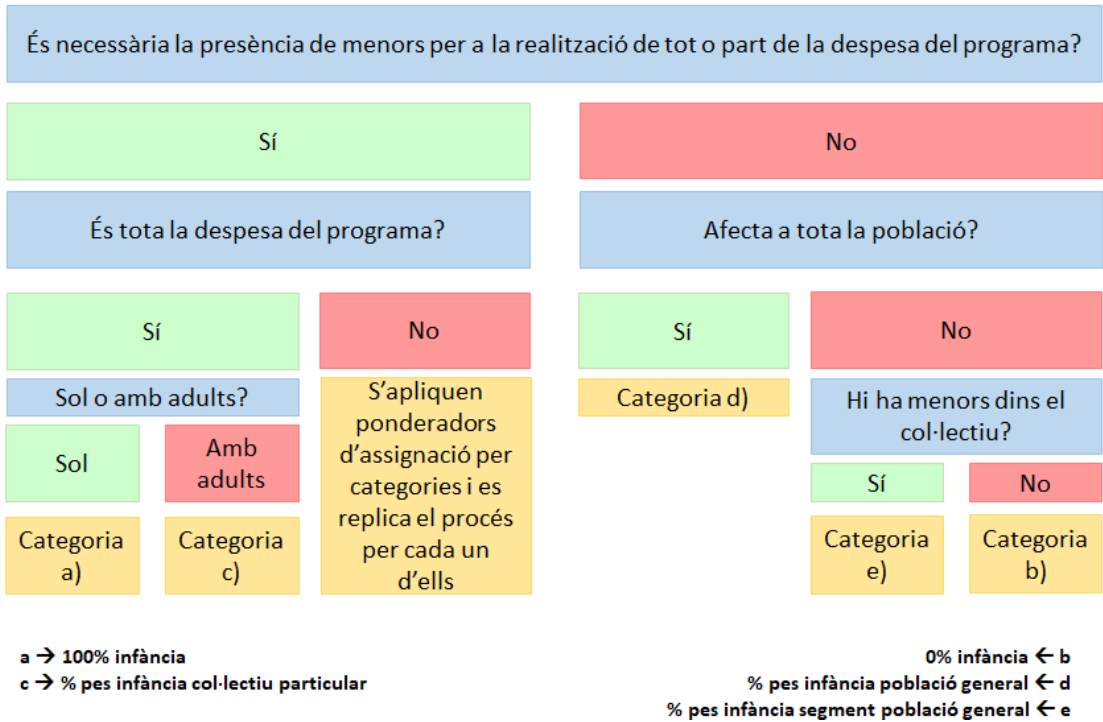 És necessària la presència de menors per a la realització de tot o part de la despesa del programa?
Sí
No
És tota la despesa del programa?
Afecta a tota la població?
Sí
No
Sí
No
Sol o amb adults?
S'apliquen
ponderadors
d'assignació per
categories i es
replica el procés
per cada un
d'ells
Categoria d)
Hi ha menors dins el
col·lectiu?
Sol
Amb
adults
Sí
No
Categoria
a)
Categoria
c)
Categoria
e)
Categoria
b)
a → 100% infància
c → % pes infància col·lectiu particular
0% infància ← b
% pes infància població general ← d
% pes infància segment població general ← e